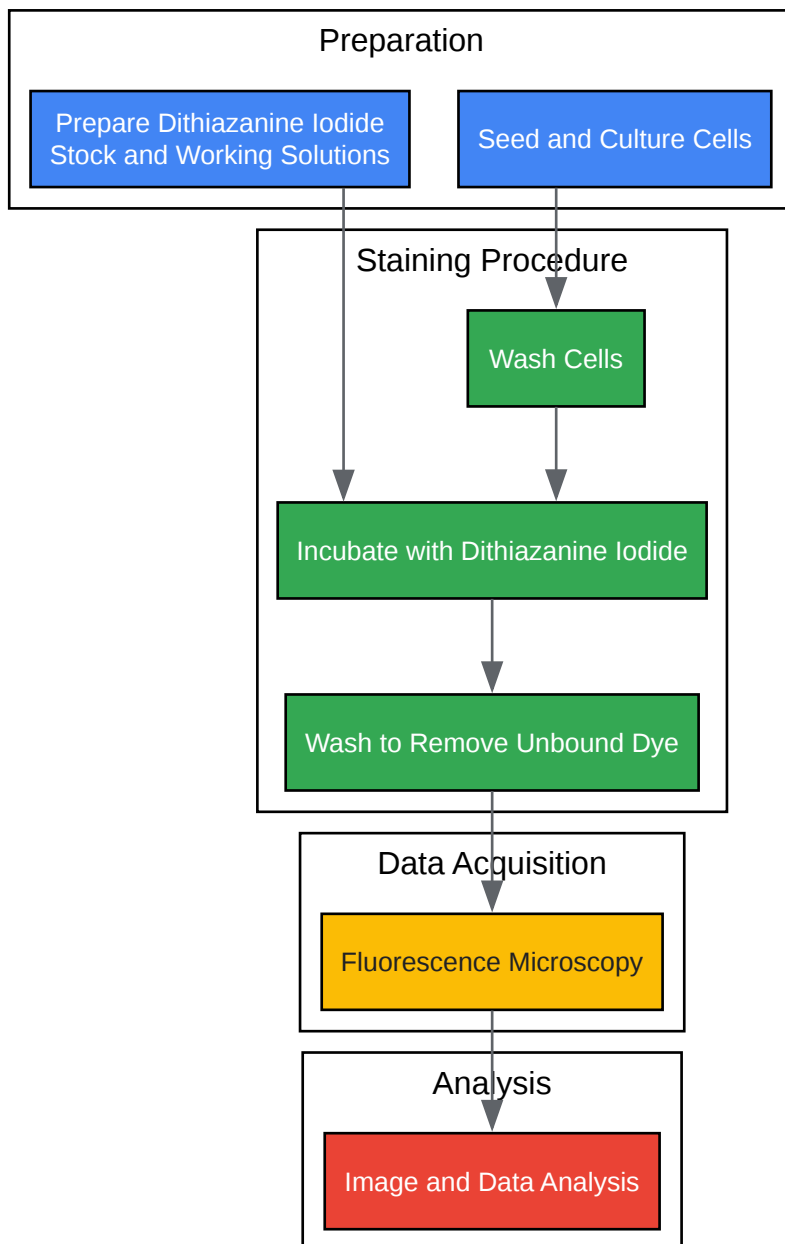 Preparation
Prepare Dithiazanine Iodide
Stock and Working Solutions
Seed and Culture Cells
Staining Procedure
Wash Cells
Incubate with Dithiazanine Iodide
Wash to Remove Unbound Dye
Data Acquisition
Fluorescence Microscopy
Analysis
Image and Data Analysis